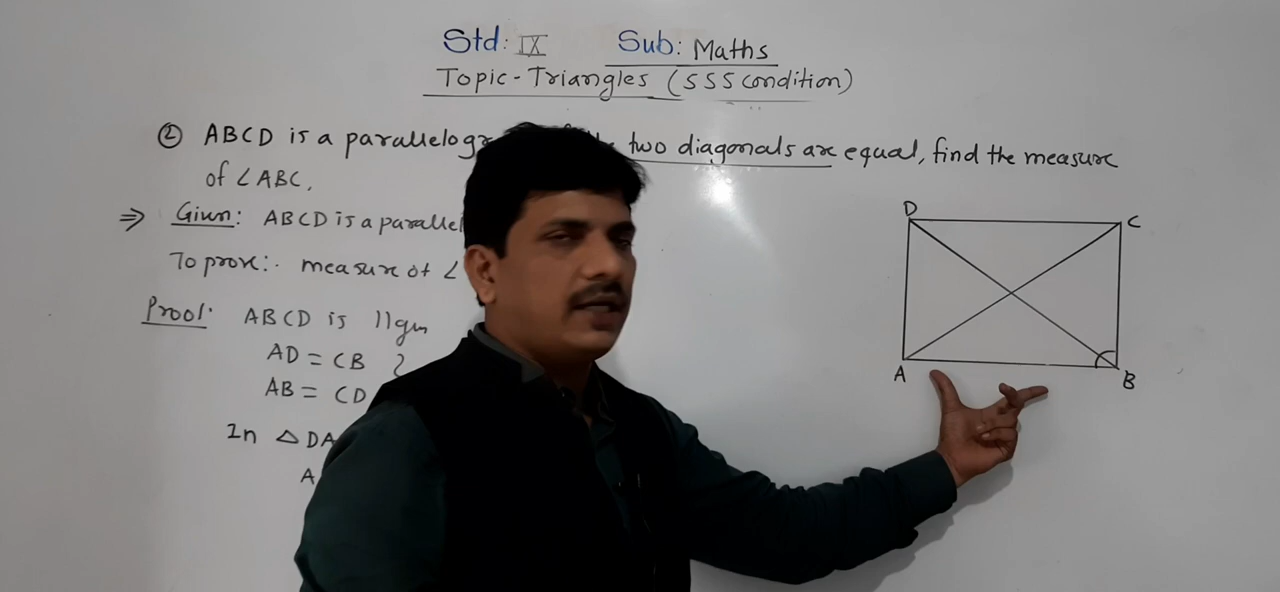 Std: IX Sub: Maths
Topic - Triangles (SSS condition)
② ABCD is a parallelogr two diagonals are equal, find the measure
of ∠ABC.
⇒ Given: ABCD is a parallel
To prove:- measure of ∠
Proof: ABCD is ||gm
AD = CB }
AB = CD
In △DA
A
D
C
A
B